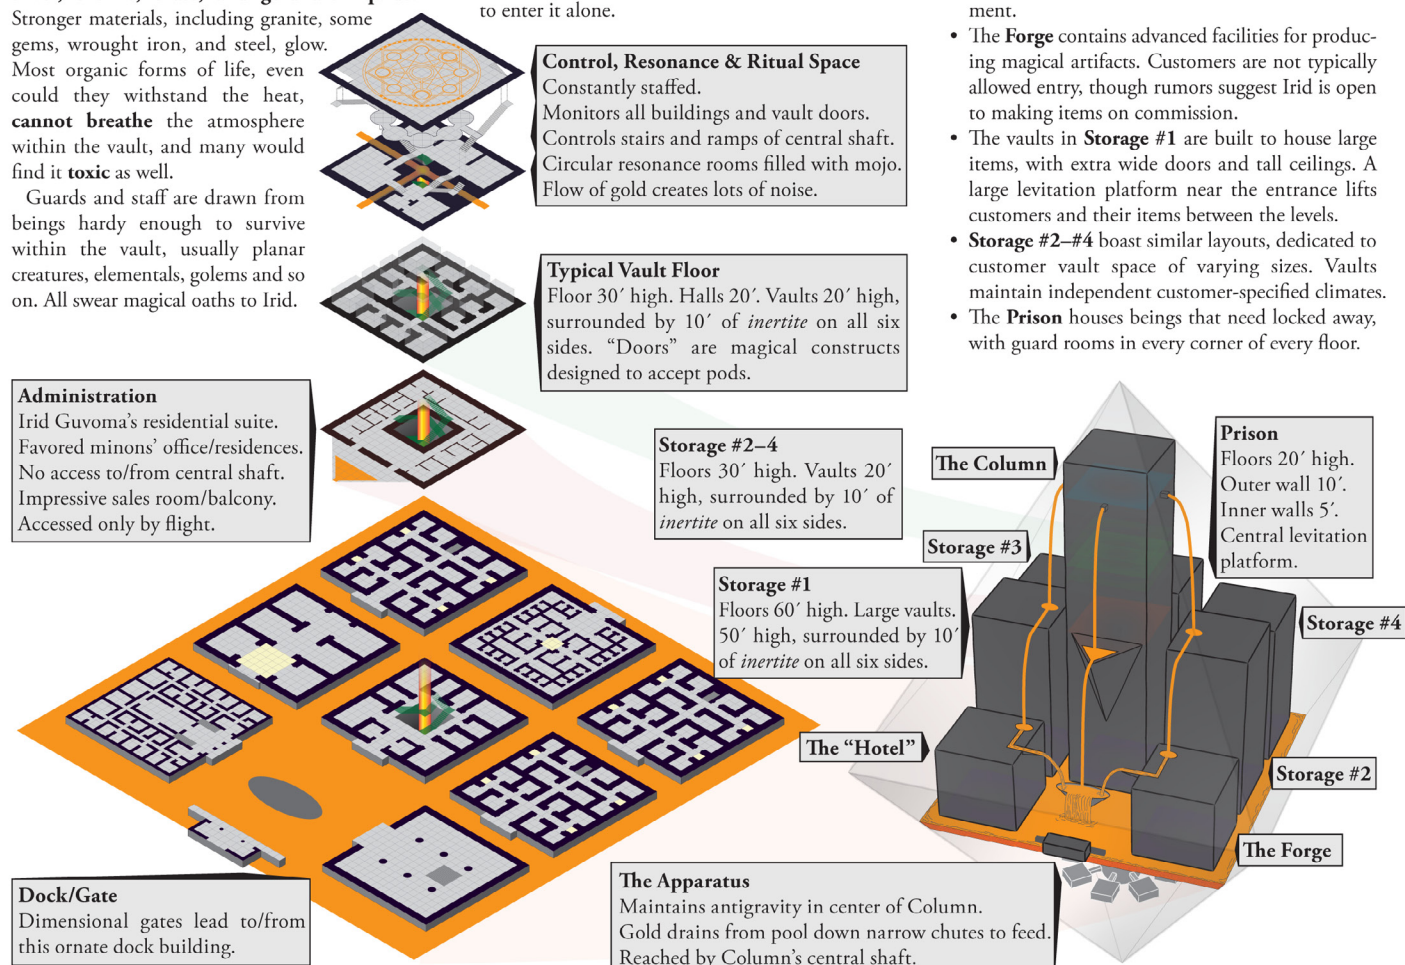 Stronger materials, including granite, some
gems, wrought iron, and steel, glow.
Most organic forms of life, even
could they withstand the heat,
cannot breathe the atmosphere
within the vault, and many would
find it toxic as well.
Guards and staff are drawn from
beings hardy enough to survive
within the vault, usually planar
creatures, elementals, golems and so
on. All swear magical oaths to Irid.
to enter it alone.
Control, Resonance & Ritual Space
Constantly staffed.
Monitors all buildings and vault doors.
Controls stairs and ramps of central shaft.
Circular resonance rooms filled with mojo.
Flow of gold creates lots of noise.
Typical Vault Floor
Floor 30´ high. Halls 20´. Vaults 20´ high,
surrounded by 10´ of inertite on all six
sides. “Doors” are magical constructs
designed to accept pods.
ment.
• The Forge contains advanced facilities for produc-
ing magical artifacts. Customers are not typically
allowed entry, though rumors suggest Irid is open
to making items on commission.
• The vaults in Storage #1 are built to house large
items, with extra wide doors and tall ceilings. A
large levitation platform near the entrance lifts
customers and their items between the levels.
• Storage #2–#4 boast similar layouts, dedicated to
customer vault space of varying sizes. Vaults
maintain independent customer-specified climates.
• The Prison houses beings that need locked away,
with guard rooms in every corner of every floor.
Administration
Irid Guvoma’s residential suite.
Favored minons’ office/residences.
No access to/from central shaft.
Impressive sales room/balcony.
Accessed only by flight.
Storage #2–4
Floors 30´ high. Vaults 20´
high, surrounded by 10´ of
inertite on all six sides.
The Column
Prison
Floors 20´ high.
Outer wall 10´.
Inner walls 5´.
Central levitation
platform.
Storage #3
Storage #1
Floors 60´ high. Large vaults.
50´ high, surrounded by 10´
of inertite on all six sides.
Storage #4
The “Hotel”
Storage #2
The Forge
Dock/Gate
Dimensional gates lead to/from
this ornate dock building.
The Apparatus
Maintains antigravity in center of Column.
Gold drains from pool down narrow chutes to feed.
Reached by Column’s central shaft.